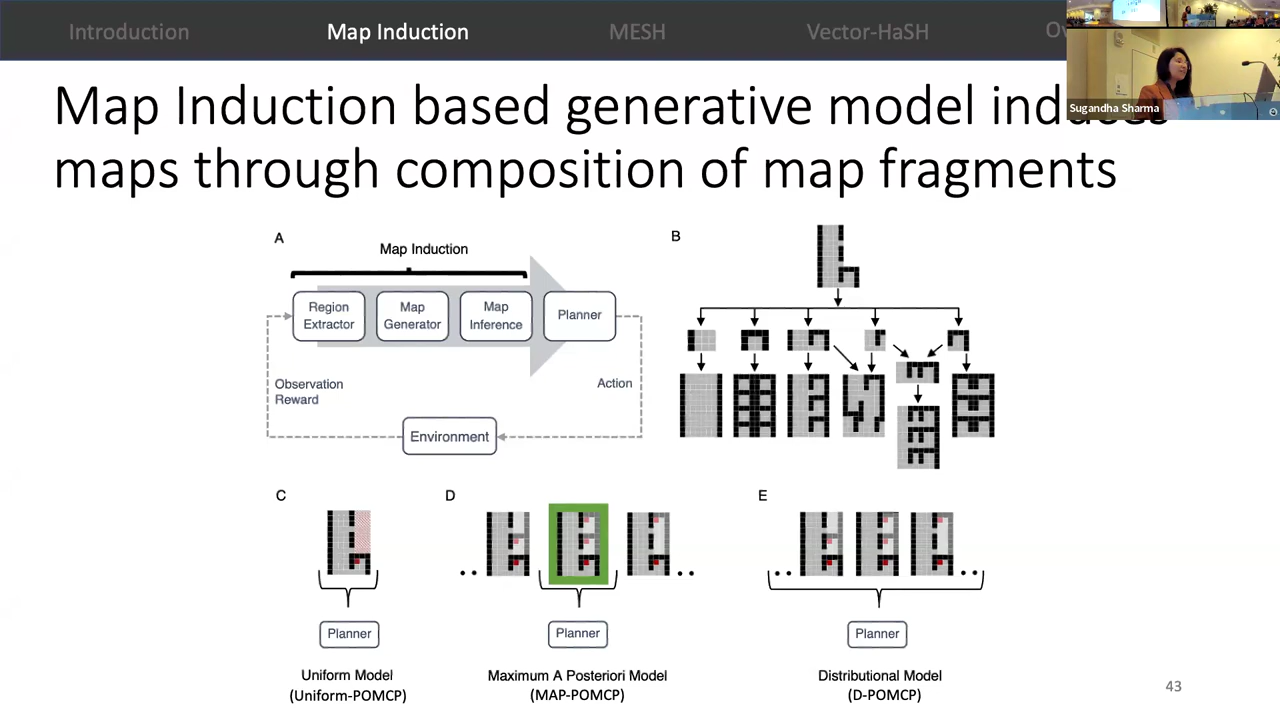 Introduction
Map Induction
MESH
Vector-HaSH
Sugandha Sharma
Map Induction based generative model induces
maps through composition of map fragments
A
Map Induction
Region
Extractor
Map
Generator
Map
Inference
Planner
Observation
Reward
Action
Environment
B
C
Planner
Uniform Model
(Uniform-POMCP)
D
Planner
Maximum A Posteriori Model
(MAP-POMCP)
E
Planner
Distributional Model
(D-POMCP)
43